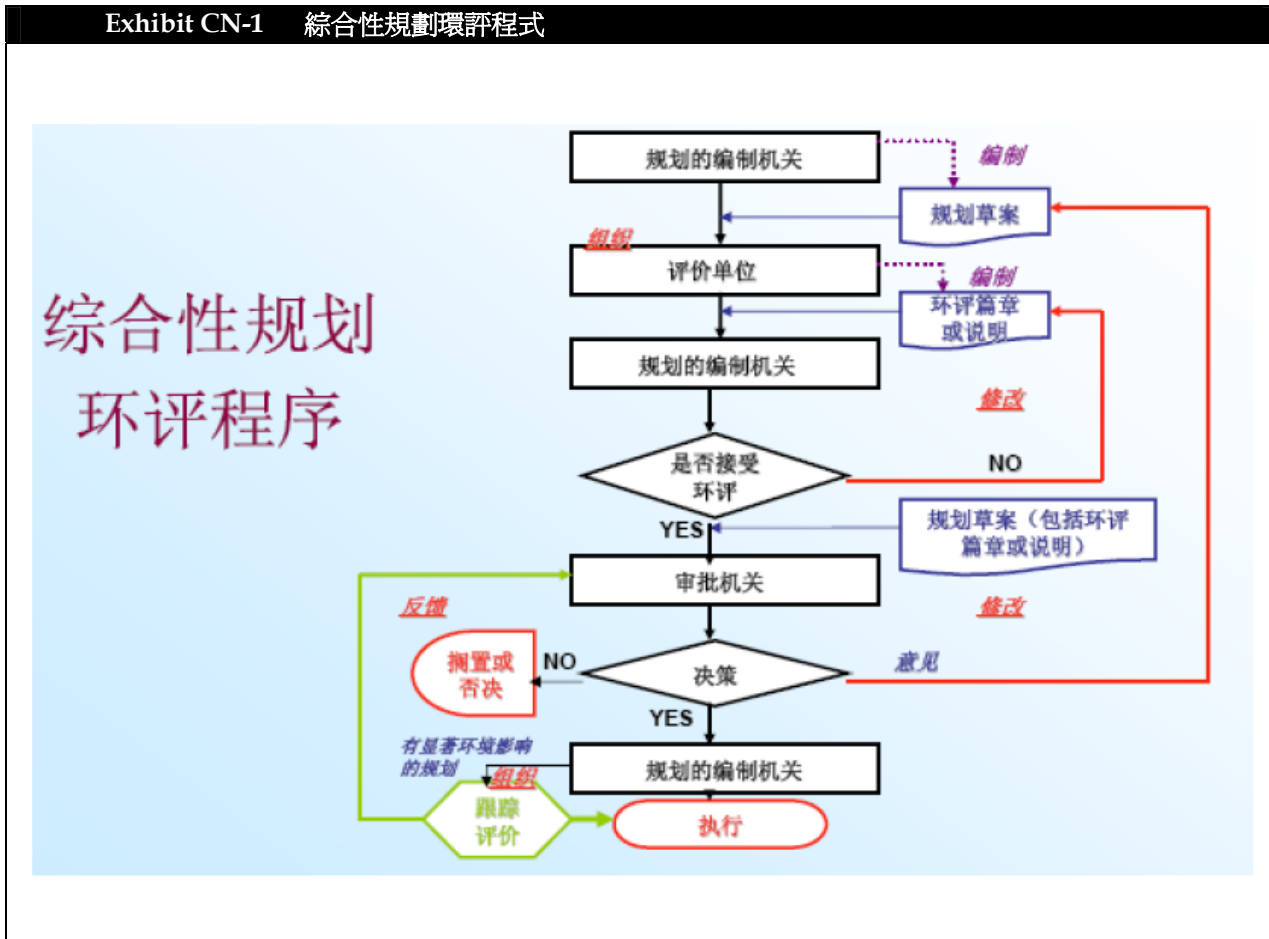 Exhibit CN-1 綜合性規劃環評程式
综合性规划
环评程序
规划的编制机关
编制
规划草案
组织
评价单位
编制
环评篇章
或说明
规划的编制机关
修改
是否接受
环评
NO
YES
规划草案（包括环评
篇章或说明）
审批机关
反馈
修改
搁置或
否决
NO
决策
意见
YES
有显著环境影响
的规划
组织
规划的编制机关
跟踪
评价
执行